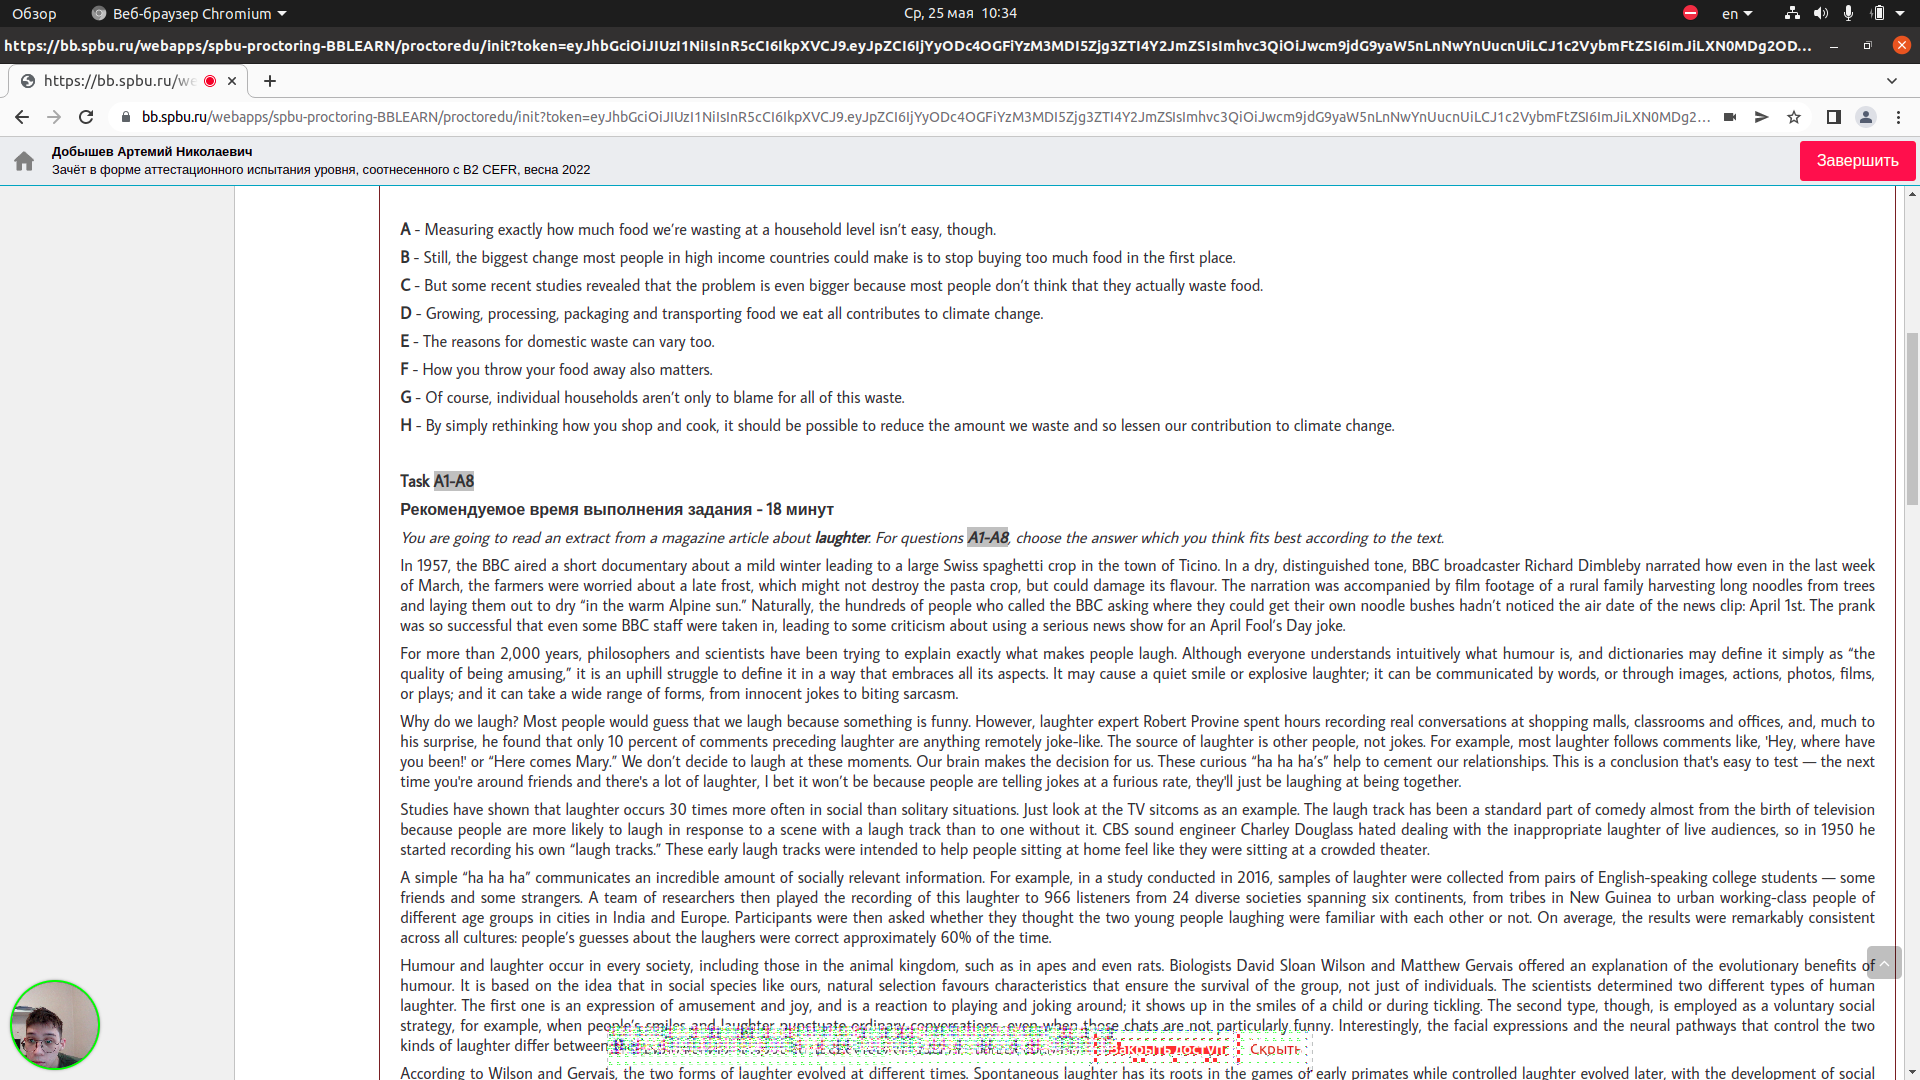 Обзор
Веб-браузер Chromium
Ср, 25 мая 10:34
en
https://bb.spbu.ru/webapps/spbu-proctoring-BBLEARN/proctoredu/init?token=eyJhbGciOiJIUzI1NiIsInR5cCI6IkpXVCJ9.eyJpZCI6IjYyODc4OGFiYzM3MDI5Zjg3ZTI4Y2JmZSIsImhvc3QiOiJwcm9jdG9yaW5nLnNwYnUucnUiLCJ1c2VybmFtZSI6ImJiLXN0MDg2OD...
https://bb.spbu.ru/we
bb.spbu.ru/webapps/spbu-proctoring-BBLEARN/proctoredu/init?token=eyJhbGciOiJIUzI1NiIsInR5cCI6IkpXVCJ9.eyJpZCI6IjYyODc4OGFiYzM3MDI5Zjg3ZTI4Y2JmZSIsImhvc3QiOiJwcm9jdG9yaW5nLnNwYnUucnUiLCJ1c2VybmFtZSI6ImJiLXN0MDg2...
Добышев Артемий Николаевич
Зачёт в форме аттестационного испытания уровня, соотнесенного с B2 CEFR, весна 2022
Завершить
A - Measuring exactly how much food we're wasting at a household level isn't easy, though.
B - Still, the biggest change most people in high income countries could make is to stop buying too much food in the first place.
C - But some recent studies revealed that the problem is even bigger because most people don't think that they actually waste food.
D - Growing, processing, packaging and transporting food we eat all contributes to climate change.
E - The reasons for domestic waste can vary too.
F - How you throw your food away also matters.
G - Of course, individual households aren't only to blame for all of this waste.
H - By simply rethinking how you shop and cook, it should be possible to reduce the amount we waste and so lessen our contribution to climate change.
Task A1-A8
Рекомендуемое время выполнения задания - 18 минут
You are going to read an extract from a magazine article about laughter. For questions A1-A8, choose the answer which you think fits best according to the text.
In 1957, the BBC aired a short documentary about a mild winter leading to a large Swiss spaghetti crop in the town of Ticino. In a dry, distinguished tone, BBC broadcaster Richard Dimbleby narrated how even in the last week
of March, the farmers were worried about a late frost, which might not destroy the pasta crop, but could damage its flavour. The narration was accompanied by film footage of a rural family harvesting long noodles from trees
and laying them out to dry "in the warm Alpine sun." Naturally, the hundreds of people who called the BBC asking where they could get their own noodle bushes hadn't noticed the air date of the news clip: April 1st. The prank
was so successful that even some BBC staff were taken in, leading to some criticism about using a serious news show for an April Fool's Day joke.
For more than 2,000 years, philosophers and scientists have been trying to explain exactly what makes people laugh. Although everyone understands intuitively what humour is, and dictionaries may define it simply as "the
quality of being amusing," it is an uphill struggle to define it in a way that embraces all its aspects. It may cause a quiet smile or explosive laughter; it can be communicated by words, or through images, actions, photos, films,
or plays; and it can take a wide range of forms, from innocent jokes to biting sarcasm.
Why do we laugh? Most people would guess that we laugh because something is funny. However, laughter expert Robert Provine spent hours recording real conversations at shopping malls, classrooms and offices, and, much to
his surprise, he found that only 10 percent of comments preceding laughter are anything remotely joke-like. The source of laughter is other people, not jokes. For example, most laughter follows comments like, 'Hey, where have
you been!' or "Here comes Mary." We don't decide to laugh at these moments. Our brain makes the decision for us. These curious "ha ha ha's" help to cement our relationships. This is a conclusion that's easy to test — the next
time you're around friends and there's a lot of laughter, I bet it won't be because people are telling jokes at a furious rate, they'll just be laughing at being together.
Studies have shown that laughter occurs 30 times more often in social than solitary situations. Just look at the TV sitcoms as an example. The laugh track has been a standard part of comedy almost from the birth of television
because people are more likely to laugh in response to a scene with a laugh track than to one without it. CBS sound engineer Charley Douglass hated dealing with the inappropriate laughter of live audiences, so in 1950 he
started recording his own "laugh tracks." These early laugh tracks were intended to help people sitting at home feel like they were sitting at a crowded theater.
A simple "ha ha ha" communicates an incredible amount of socially relevant information. For example, in a study conducted in 2016, samples of laughter were collected from pairs of English-speaking college students — some
friends and some strangers. A team of researchers then played the recording of this laughter to 966 listeners from 24 diverse societies spanning six continents, from tribes in New Guinea to urban working-class people of
different age groups in cities in India and Europe. Participants were then asked whether they thought the two young people laughing were familiar with each other or not. On average, the results were remarkably consistent
across all cultures: people's guesses about the laughers were correct approximately 60% of the time.
Humour and laughter occur in every society, including those in the animal kingdom, such as in apes and even rats. Biologists David Sloan Wilson and Matthew Gervais offered an explanation of the evolutionary benefits of
humour. It is based on the idea that in social species like ours, natural selection favours characteristics that ensure the survival of the group, not just of individuals. The scientists determined two different types of human
laughter. The first one is an expression of amusement and joy, and is a reaction to playing and joking around; it shows up in the smiles of a child or during tickling. The second type, though, is employed as a voluntary social
strategy, for example, when people's smiles and laughter punctuate ordinary conversations, even when those chats are not particularly funny. Interestingly, the facial expressions and the neural pathways that control the two
kinds of laughter differ between
Закрыть доступ
Скрыть
According to Wilson and Gervais, the two forms of laughter evolved at different times. Spontaneous laughter has its roots in the games of early primates while controlled laughter evolved later, with the development of social